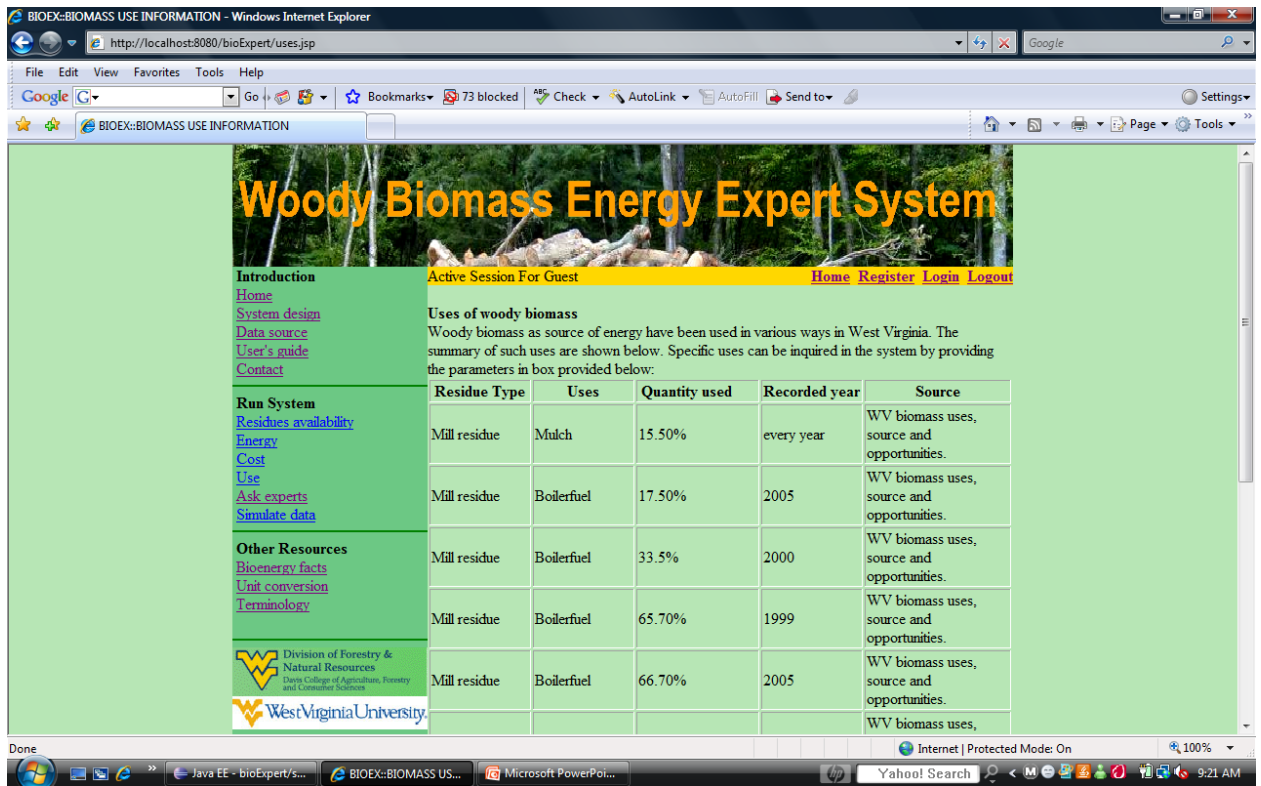 BIOEX::BIOMASS USE INFORMATION - Windows Internet Explorer
http://localhost:8080/bioExpert/uses.jsp
Google
File Edit View Favorites Tools Help
Google G Go Bookmarks 73 blocked ABC Check AutoLink AutoFill Send to Settings
BIOEX::BIOMASS USE INFORMATION
Page Tools »
Woody Biomass Energy Expert System
Introduction
Home
System design
Data source
User's guide
Contact
Run System
Residues availability
Energy
Cost
Use
Ask experts
Simulate data
Other Resources
Bioenergy facts
Unit conversion
Terminology
Division of Forestry &
Natural Resources
Davis College of Agriculture, Forestry
and Consumer Sciences
WestVirginiaUniversity.
Active Session For Guest Home Register Login Logout
Uses of woody biomass
Woody biomass as source of energy have been used in various ways in West Virginia. The
summary of such uses are shown below. Specific uses can be inquired in the system by providing
the parameters in box provided below:
Residue Type Uses Quantity used Recorded year Source
Mill residue Mulch 15.50% every year WV biomass uses,
source and
opportunities.
Mill residue Boilerfuel 17.50% 2005 WV biomass uses,
source and
opportunities.
Mill residue Boilerfuel 33.5% 2000 WV biomass uses,
source and
opportunities.
Mill residue Boilerfuel 65.70% 1999 WV biomass uses,
source and
opportunities.
Mill residue Boilerfuel 66.70% 2005 WV biomass uses,
source and
opportunities.
WV biomass uses,
Done Internet | Protected Mode: On 100%
» Java EE - bioExpert/s... BIOEX::BIOMASS US... Microsoft PowerPoi... hp Yahoo! Search 9:21 AM